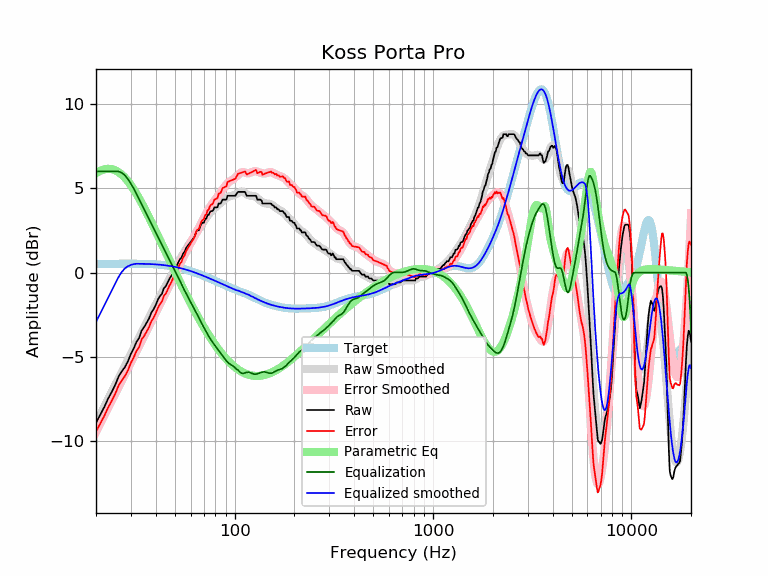 Koss Porta Pro
10
5
0
−5
−10
Amplitude (dBr)
Target
Raw Smoothed
Error Smoothed
Raw
Error
Parametric Eq
Equalization
Equalized smoothed
100 1000 10000
Frequency (Hz)